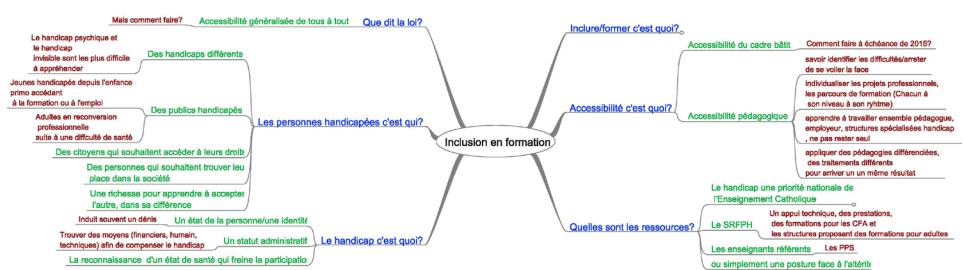 Mais comment faire?
Accessibilité généralisée de tous à tout
Que dit la loi?
Le handicap psychique et
le handicap
invisible sont les plus difficile
à appréhender
Des handicaps différents
Jeunes handicapés depuis l'enfance
primo accédant
à la formation ou à l'emploi
Des publics handicapés
Adultes en reconversion
professionelle
suite à une diffculté de santé
Les personnes handicapées c'est qui?
Des citoyens qui souhaitent accéder à leurs droits
Des personnes qui souhaitent trouver leu
place dans la société
Une richesse pour apprendre à accepter
l'autre, dans sa différence
Induit souvent un dénis
Un état de la personne/une identité
Trouver des moyens (financiers, humain,
techniques) afin de compenser le handicap
Un statut administratif
Le handicap c'est quoi?
La reconnaissance d'un état de santé qui freine la participatio
Inclusion en formation
Inclure/former c'est quoi?
Accessibilité du cadre bâtit
Comment faire à échéance de 2015?
Accessibilité c'est quoi?
savoir identifier les difficultés/arreter
de se voiler la face
individualiser les projets professionnels,
les parcours de formation (Chacun à
son niveau à son ryhtme)
Accessibilité pédagogique
apprendre à travailler ensemble pédagogue,
employeur, structures spécialisées handicap
, ne pas rester seul
appliquer des pédagogies différenciées,
des traitements différents
pour arriver un un même résultat
Le handicap une priorité nationale de
l'Enseignement Catholique
Quelles sont les ressources?
Le SRFPH
Un appui technique, des prestations,
des formations pour les CFA et
les structures proposant des formations pour adultes
Les enseignants référents
Les PPS
ou simplement une posture face à l'altérité